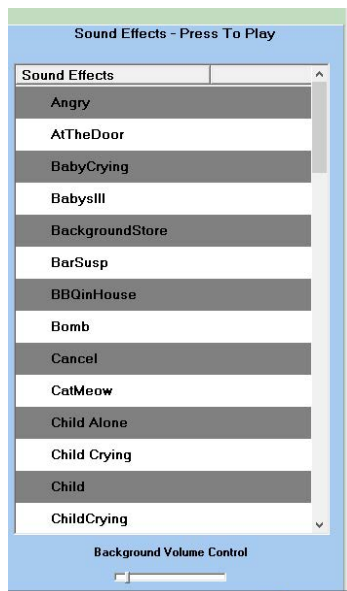 Sound Effects - Press To Play
Sound Effects
Angry
AtTheDoor
BabyCrying
BabysIll
BackgroundStore
BarSusp
BBQinHouse
Bomb
Cancel
CatMeow
Child Alone
Child Crying
Child
ChildCrying
Background Volume Control